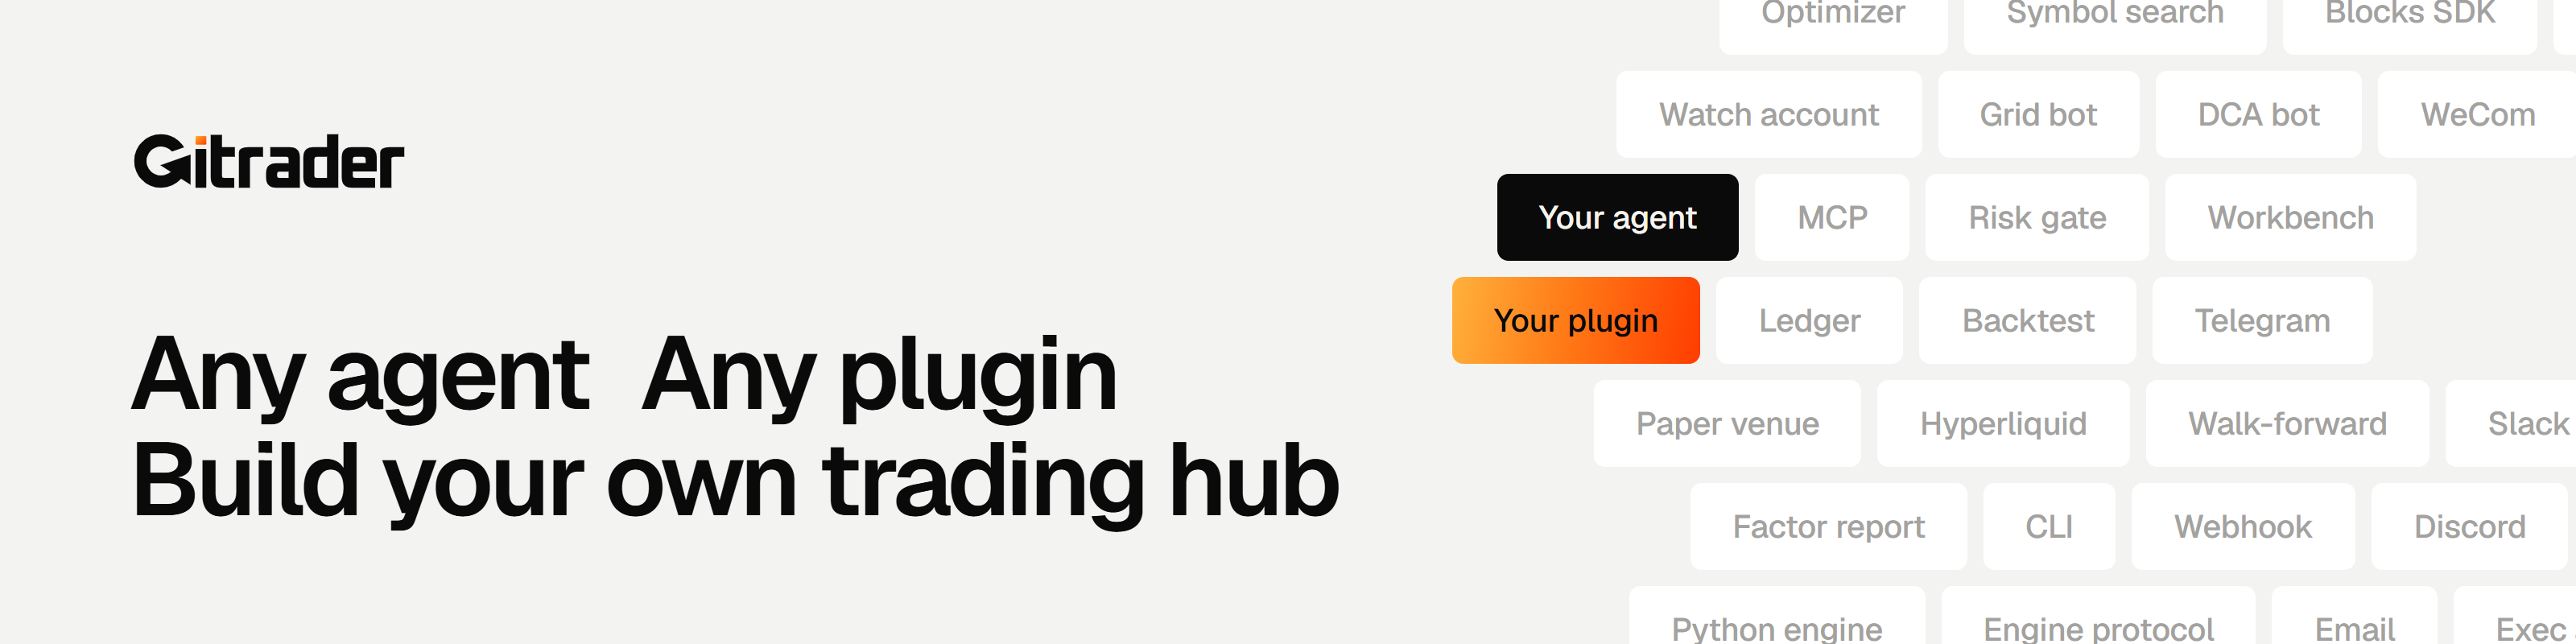 Gitrader
Any agent Any plugin
Build your own trading hub
Optimizer Symbol search Blocks SDK
Watch account Grid bot DCA bot WeCom
Your agent MCP Risk gate Workbench
Your plugin Ledger Backtest Telegram
Paper venue Hyperliquid Walk-forward Slack
Factor report CLI Webhook Discord
Python engine Engine protocol Email Exec